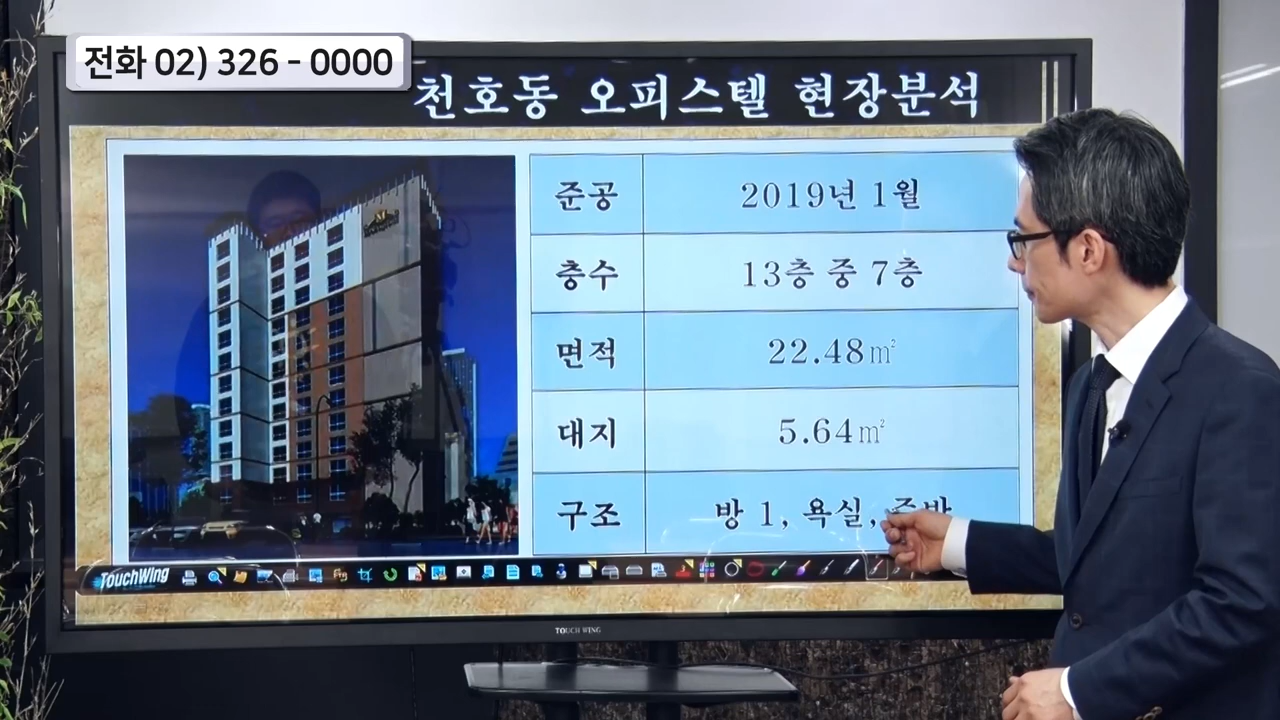 전화 02) 326 - 0000
천호동 오피스텔 현장분석
준공 2019년 1월
층수 13층 중 7층
면적 22.48㎡
대지 5.64㎡
구조 방 1, 욕실, 주방
TouchWing
TOUCH WING